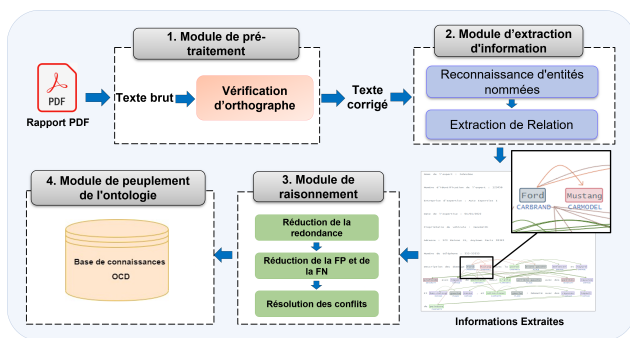 1. Module de pré-
traitement
2. Module d'extraction
d'information
PDF
Rapport PDF
Texte brut
Vérification
d'orthographe
Texte
corrigé
Reconnaissance d'entités
nommées
Extraction de Relation
4. Module de peuplement
de l'ontologie
Base de connaissances
OCD
3. Module de
raisonnement
Réduction de la
redondance
Réduction de la FP et de
la FN
Résolution des conflits
Ford
Mustang
CARBRAND
CARMODEL
Informations Extraites